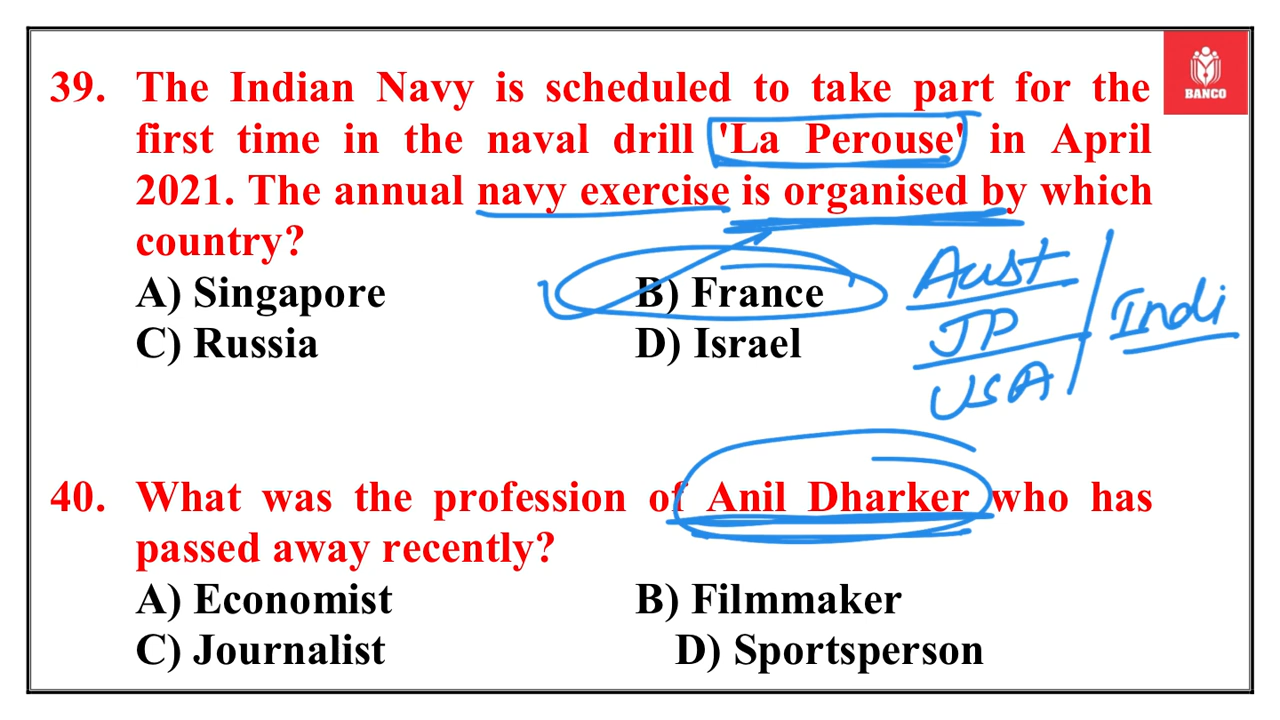 BANCO
39. The Indian Navy is scheduled to take part for the
first time in the naval drill 'La Perouse' in April
2021. The annual navy exercise is organised by which
country?
A) Singapore B) France
C) Russia D) Israel
Aust
JP
USA
Indi
40. What was the profession of Anil Dharker who has
passed away recently?
A) Economist B) Filmmaker
C) Journalist D) Sportsperson